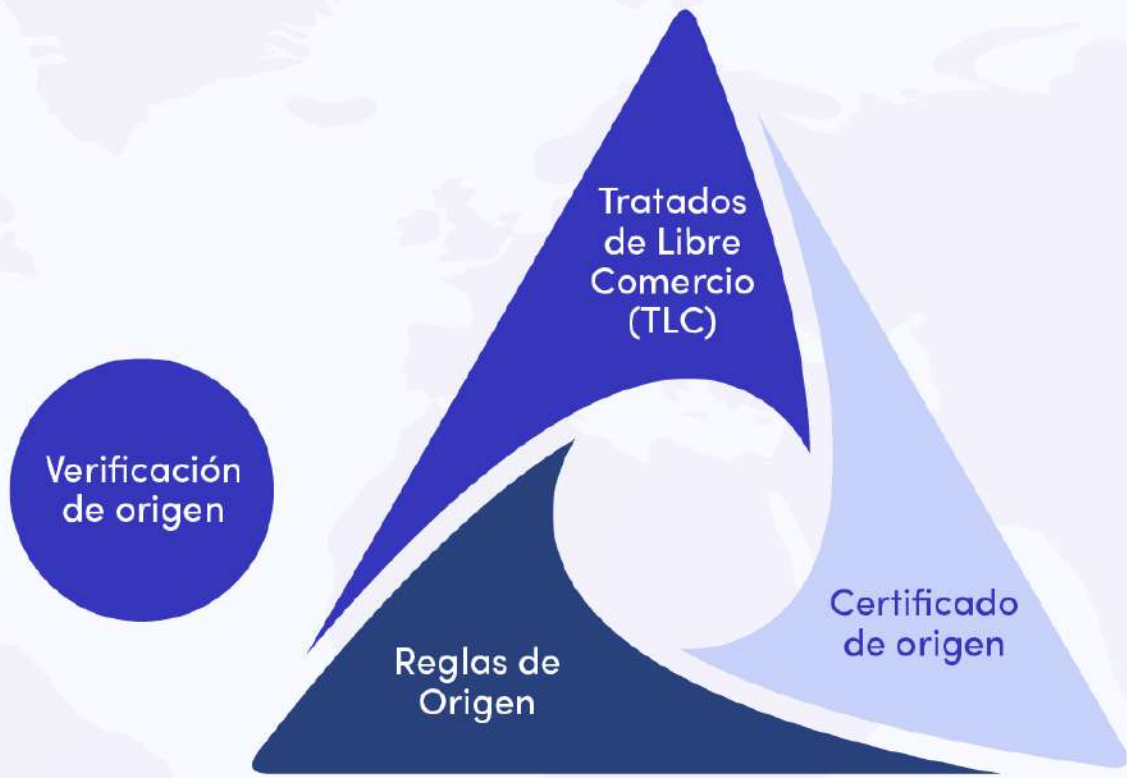 Tratados
de Libre
Comercio
(TLC)
Verificación
de origen
Certificado
de origen
Reglas de
Origen